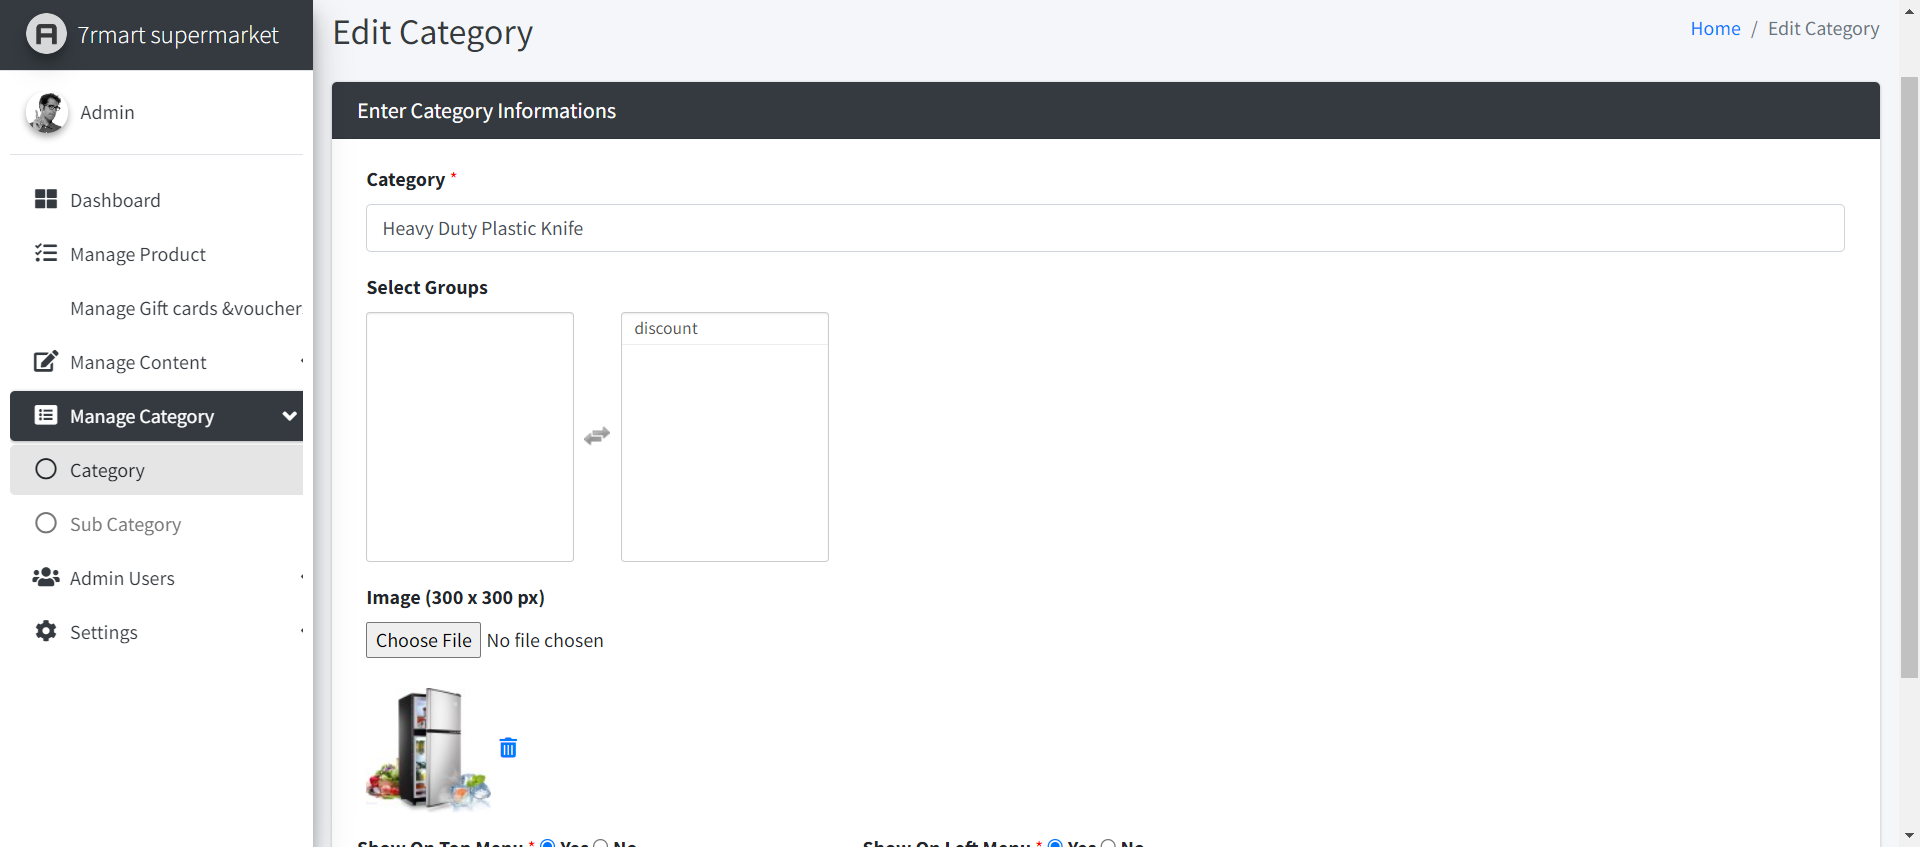 7rmart supermarket
Admin
Dashboard
Manage Product
Manage Gift cards &voucher
Manage Content
Manage Category
Category
Sub Category
Admin Users
Settings
Edit Category
Home / Edit Category
Enter Category Informations
Category *
Heavy Duty Plastic Knife
Select Groups
discount
Image (300 x 300 px)
Choose File No file chosen
Show On Top Menu * Yes No
Show On Left Menu * Yes No